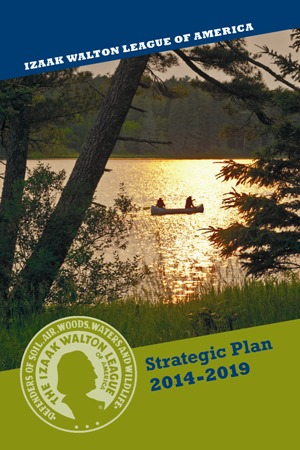 IZAAK WALTON LEAGUE OF AMERICA
DEFENDERS OF SOIL, AIR, WOODS, WATERS AND WILDLIFE
THE IZAAK WALTON LEAGUE
OF AMERICA
Strategic Plan
2014-2019